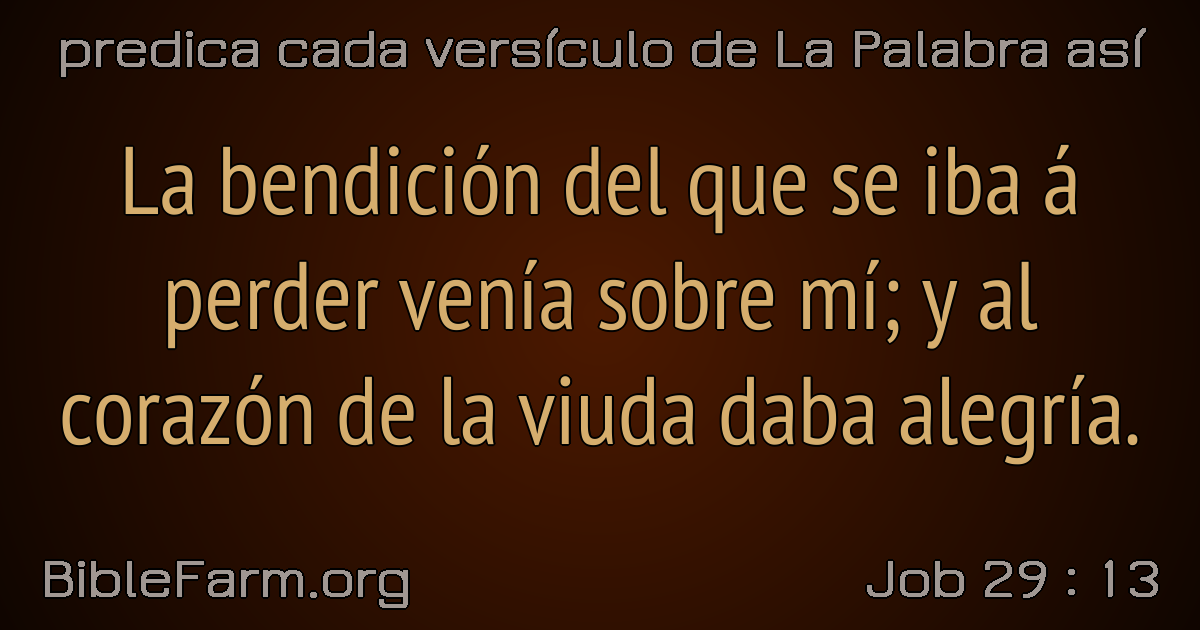 predica cada versículo de La Palabra así
La bendición del que se iba á
perder venía sobre mí; y al
corazón de la viuda daba alegría.
BibleFarm.org
Job 29 : 13